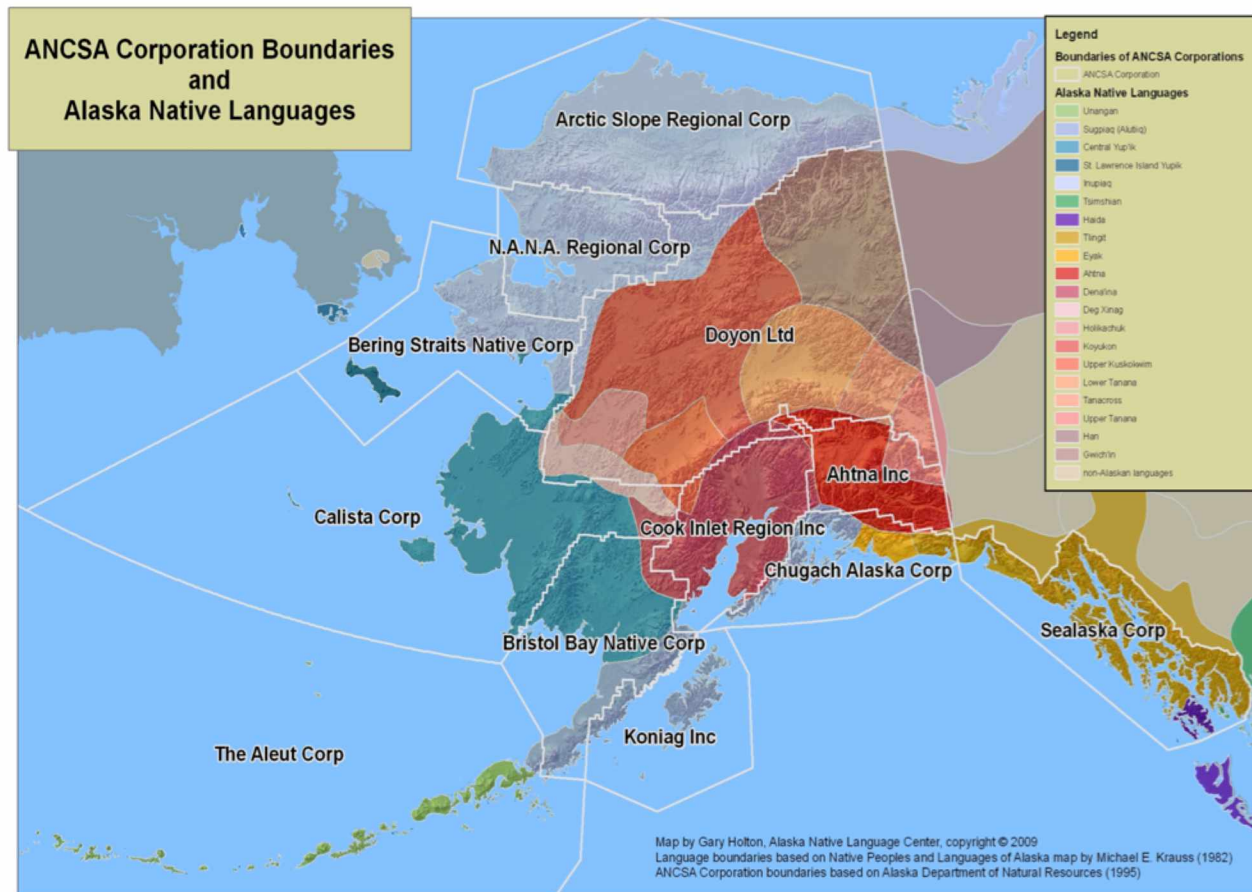 ANCSA Corporation Boundaries
and
Alaska Native Languages
Legend
Boundaries of ANCSA Corporations
ANCSA Corporation
Alaska Native Languages
Unangan
Sugpiaq (Alutiiq)
Central Yup'ik
St. Lawrence Island Yupik
Inupiaq
Tsimshian
Haida
Tlingit
Eyak
Ahtna
Dena'ina
Deg Xinag
Holikachuk
Koyukon
Upper Kuskokwim
Lower Tanana
Tanacross
Upper Tanana
Han
Gwich'in
non-Alaskan languages
Arctic Slope Regional Corp
N.A.N.A. Regional Corp
Doyon Ltd
Bering Straits Native Corp
Ahtna Inc
Calista Corp
Cook Inlet Region Inc
Chugach Alaska Corp
Sealaska Corp
Bristol Bay Native Corp
Koniag Inc
The Aleut Corp
Map by Gary Holton, Alaska Native Language Center, copyright © 2009
Language boundaries based on Native Peoples and Languages of Alaska map by Michael E. Krauss (1982)
ANCSA Corporation boundaries based on Alaska Department of Natural Resources (1995)